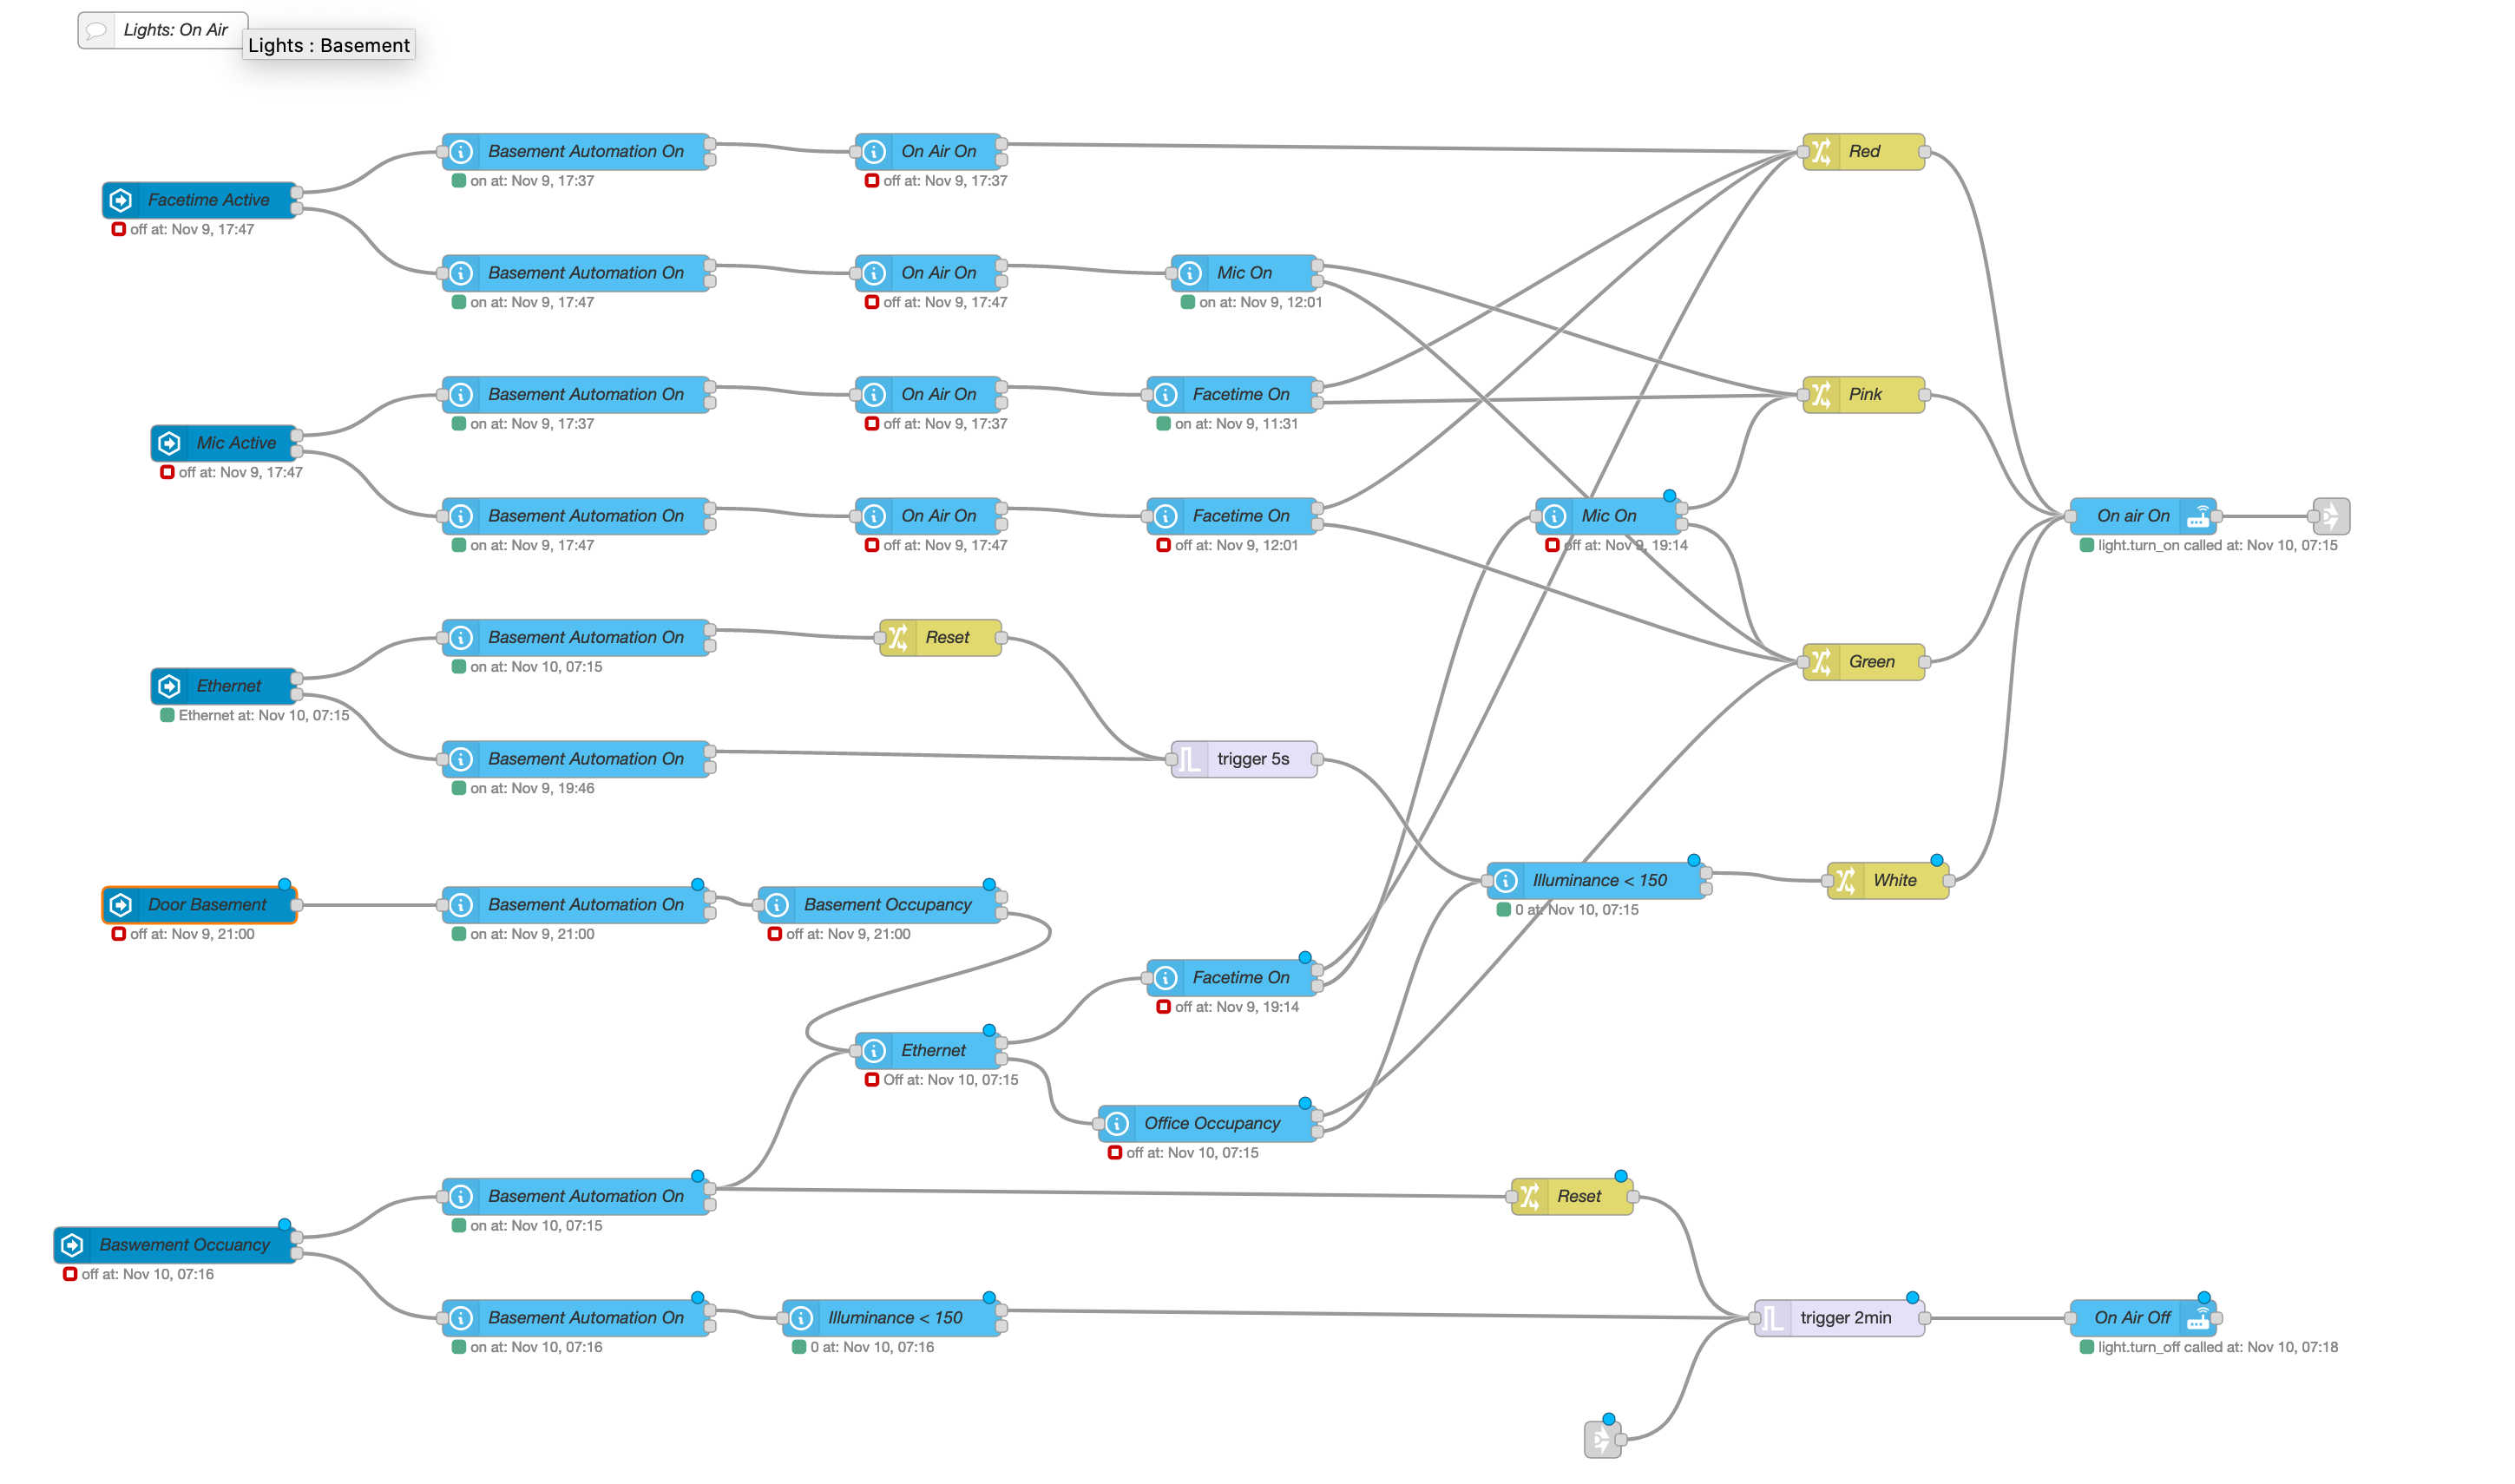 Lights: On Air
Lights : Basement
Basement Automation On
on at: Nov 9, 17:37
On Air On
off at: Nov 9, 17:37
Red
Facetime Active
off at: Nov 9, 17:47
Basement Automation On
on at: Nov 9, 17:47
On Air On
off at: Nov 9, 17:47
Mic On
on at: Nov 9, 12:01
Basement Automation On
on at: Nov 9, 17:37
On Air On
off at: Nov 9, 17:37
Facetime On
on at: Nov 9, 11:31
Pink
Mic Active
off at: Nov 9, 17:47
Basement Automation On
on at: Nov 9, 17:47
On Air On
off at: Nov 9, 17:47
Facetime On
off at: Nov 9, 12:01
Mic On
off at: Nov 9, 19:14
On air On
light.turn_on called at: Nov 10, 07:15
Basement Automation On
on at: Nov 10, 07:15
Reset
Green
Ethernet
Ethernet at: Nov 10, 07:15
Basement Automation On
on at: Nov 9, 19:46
trigger 5s
Illuminance < 150
0 at: Nov 10, 07:15
White
Door Basement
off at: Nov 9, 21:00
Basement Automation On
on at: Nov 9, 21:00
Basement Occupancy
off at: Nov 9, 21:00
Facetime On
off at: Nov 9, 19:14
Ethernet
Off at: Nov 10, 07:15
Office Occupancy
off at: Nov 10, 07:15
Basement Automation On
on at: Nov 10, 07:15
Reset
Baswement Occuancy
off at: Nov 10, 07:16
Basement Automation On
on at: Nov 10, 07:16
Illuminance < 150
0 at: Nov 10, 07:16
trigger 2min
On Air Off
light.turn_off called at: Nov 10, 07:18